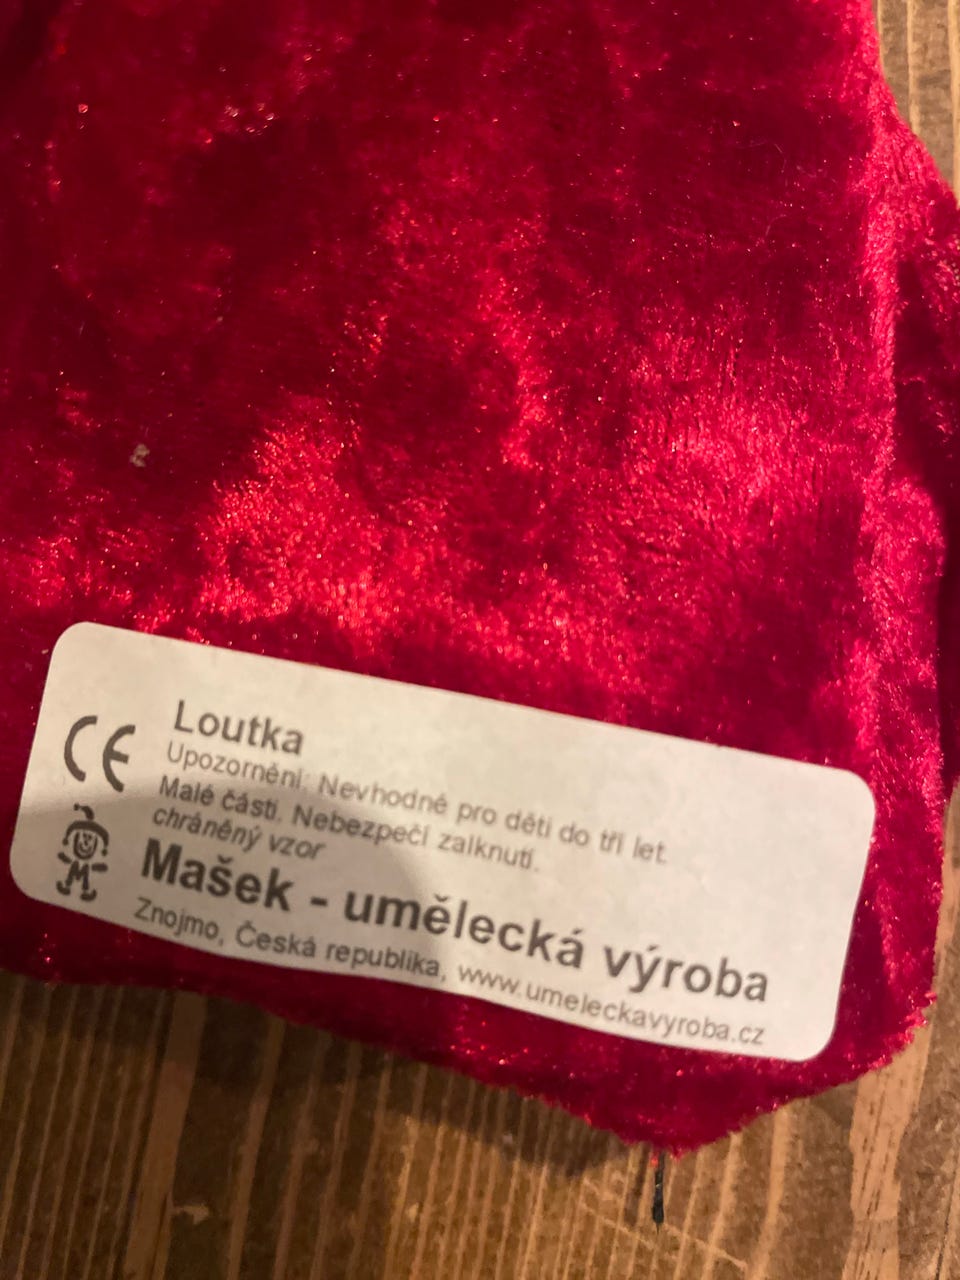 CE
Loutka
Upozornění: Nevhodné pro děti do tří let.
Malé části. Nebezpečí zalknutí.
chráněný vzor
M
Mašek - umělecká výroba
Znojmo, Česká republika, www.umeleckavyroba.cz